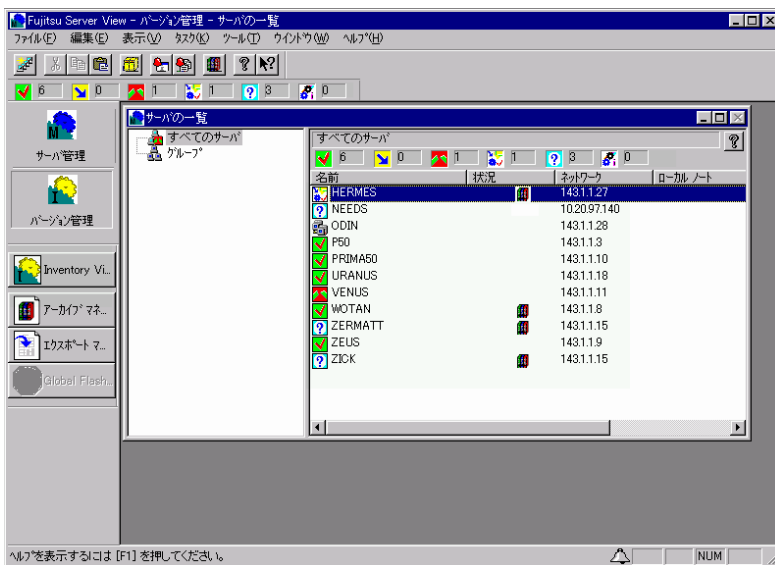 Fujitsu Server View - バージョン管理 - サーバの一覧
ファイル(F) 編集(E) 表示(V) タスク(K) ツール(T) ウインドウ(W) ヘルプ(H)
6 0 1 1 3 0
サーバ管理
バージョン管理
Inventory Vi...
アーカイブ マネ...
エクスポート マ...
Global Flash...
サーバの一覧
すべてのサーバ
グループ
すべてのサーバ
6 0 1 1 3 0
名前 状況 ネットワーク ローカル ノート
HERMES 143.1.1.27
NEEDS 10.20.97.140
ODIN 143.1.1.28
P50 143.1.1.3
PRIMA50 143.1.1.10
URANUS 143.1.1.18
VENUS 143.1.1.11
WOTAN 143.1.1.8
ZERMATT 143.1.1.15
ZEUS 143.1.1.9
ZICK 143.1.1.15
ヘルプを表示するには [F1] を押してください。
NUM